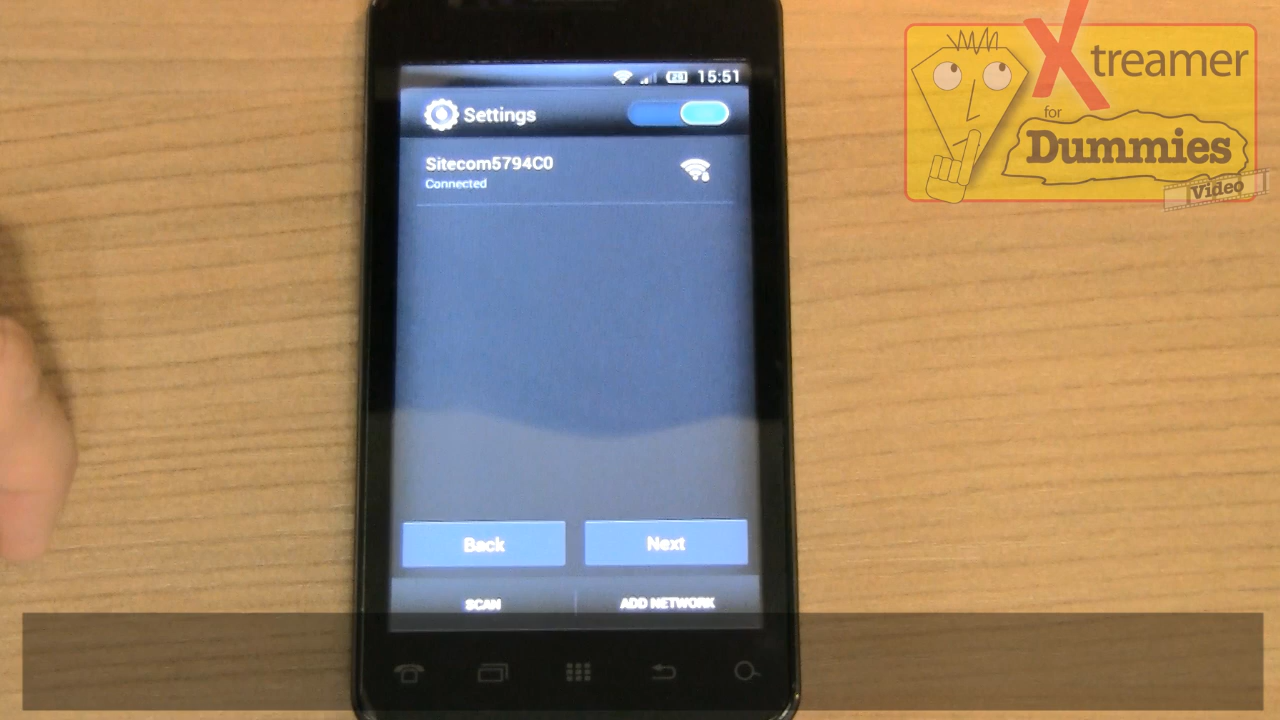 15:51
Settings
Sitecom5794C0
Connected
Back
Next
SCAN
ADD NETWORK
Xtreamer
for
Dummies
Video